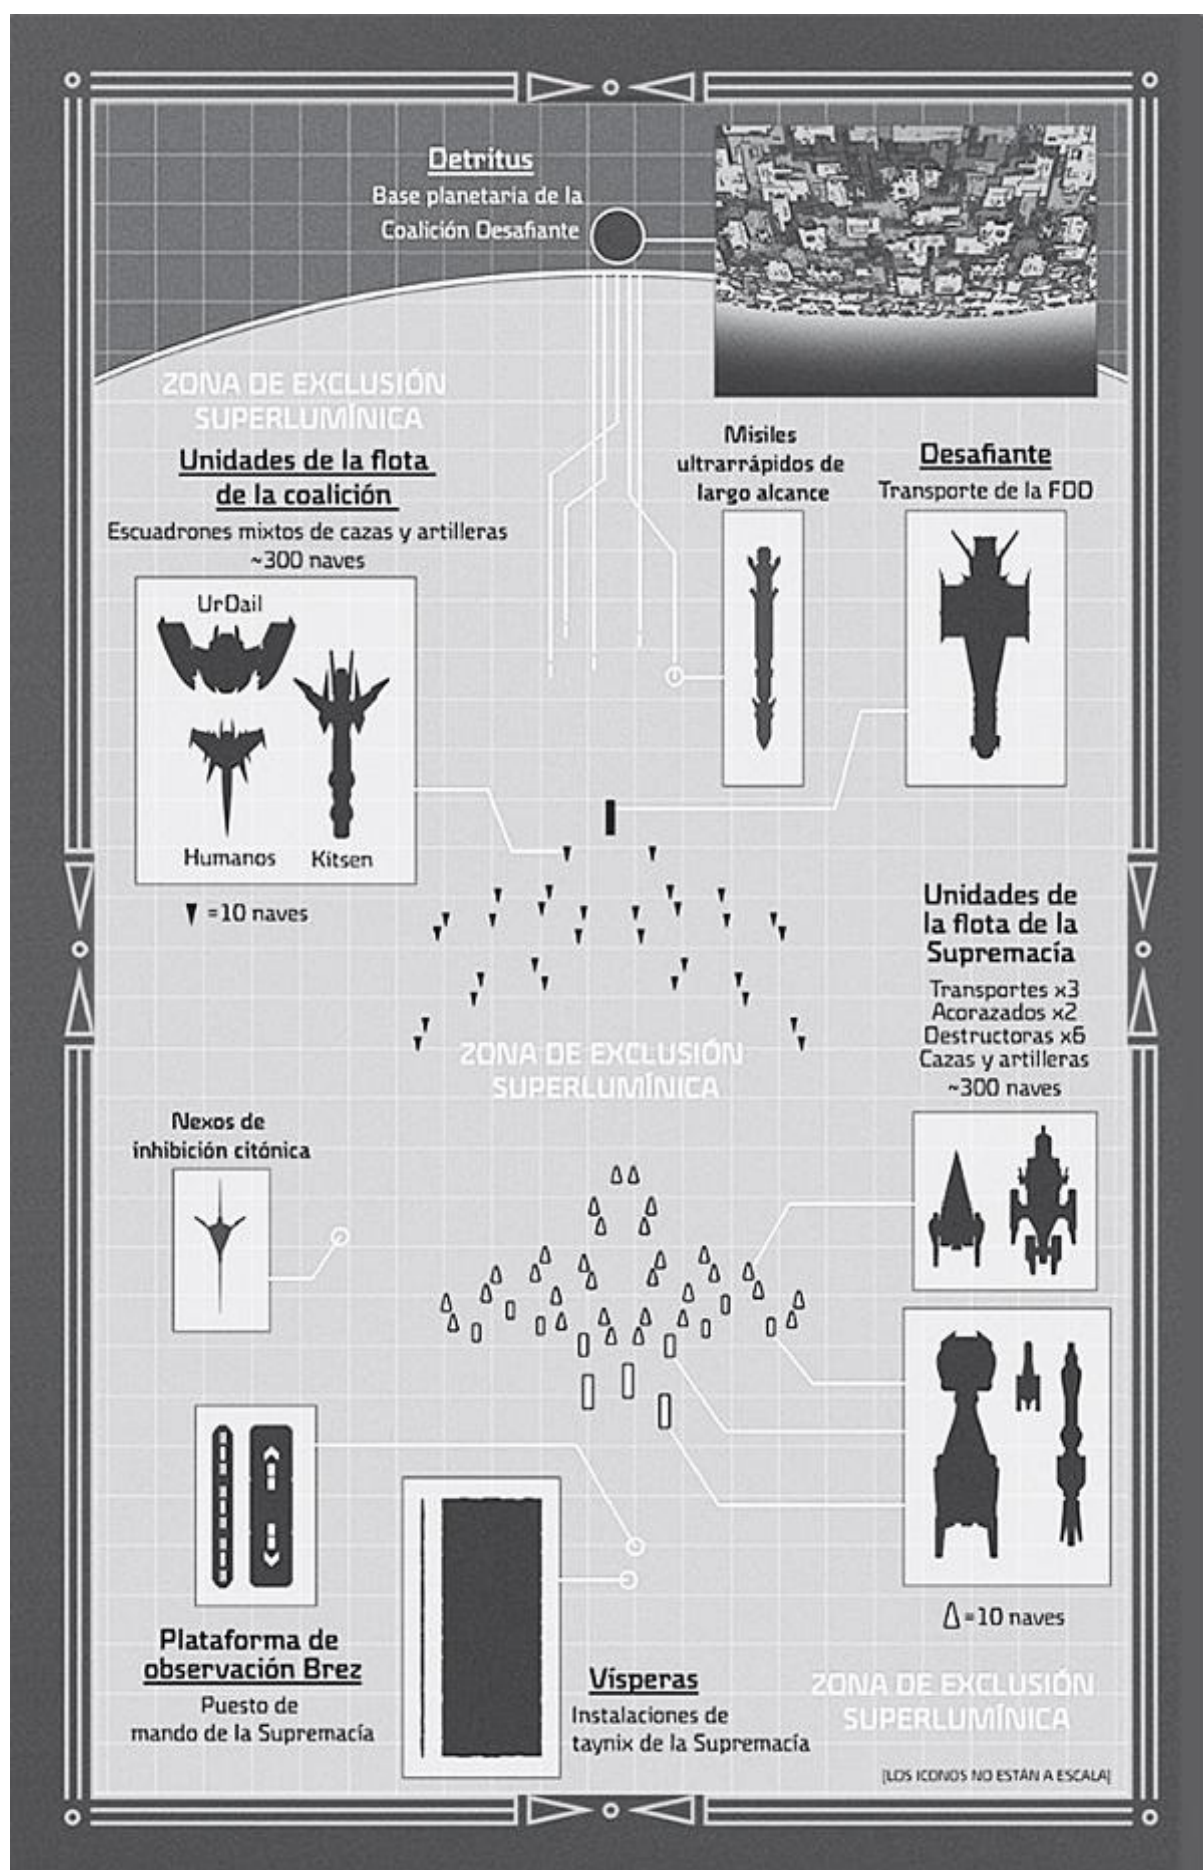 Detritus
Base planetaria de la
Coalición Desafiante
ZONA DE EXCLUSIÓN
SUPERLUMÍNICA
Unidades de la flota
de la coalición
Escuadrones mixtos de cazas y artilleras
~300 naves
UrDail
Humanos
Kitsen
=10 naves
Misiles
ultrarrápidos de
largo alcance
Desafiante
Transporte de la FDD
Unidades de
la flota de la
Supremacía
Transportes x3
Acorazados x2
Destructoras x6
Cazas y artilleras
~300 naves
ZONA DE EXCLUSIÓN
SUPERLUMÍNICA
Nexos de
inhibición citónica
=10 naves
Plataforma de
observación Brez
Puesto de
mando de la Supremacía
Vísperas
Instalaciones de
taynix de la Supremacía
ZONA DE EXCLUSIÓN
SUPERLUMÍNICA
[LOS ICONOS NO ESTÁN A ESCALA]